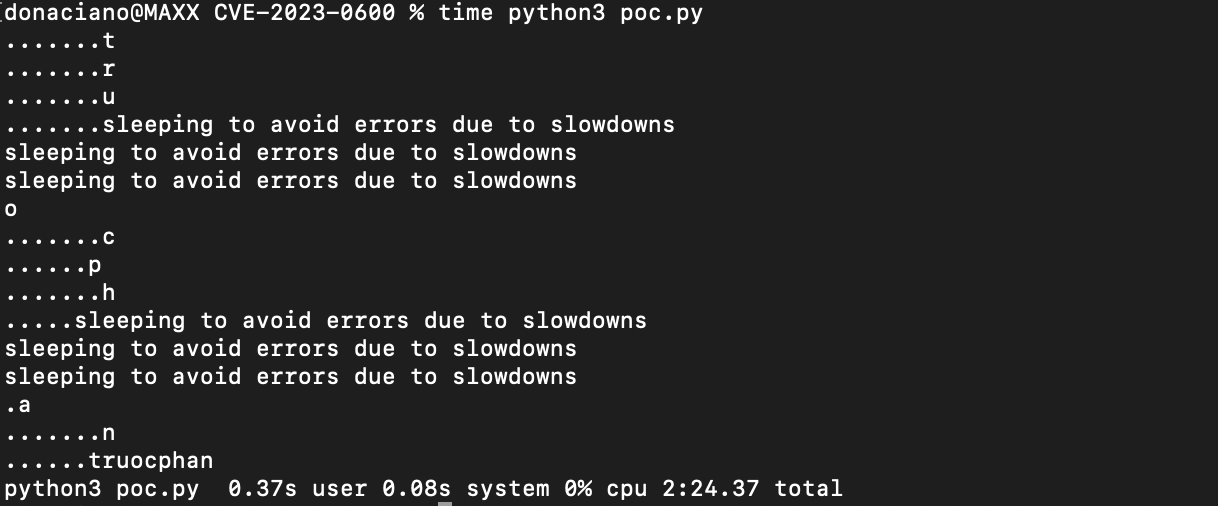 donaciano@MAXX CVE-2023-0600 % time python3 poc.py
.......t
.......r
.......u
.......sleeping to avoid errors due to slowdowns
sleeping to avoid errors due to slowdowns
sleeping to avoid errors due to slowdowns
o
.......c
......p
.......h
.....sleeping to avoid errors due to slowdowns
sleeping to avoid errors due to slowdowns
sleeping to avoid errors due to slowdowns
.a
.......n
......truocphan
python3 poc.py  0.37s user 0.08s system 0% cpu 2:24.37 total